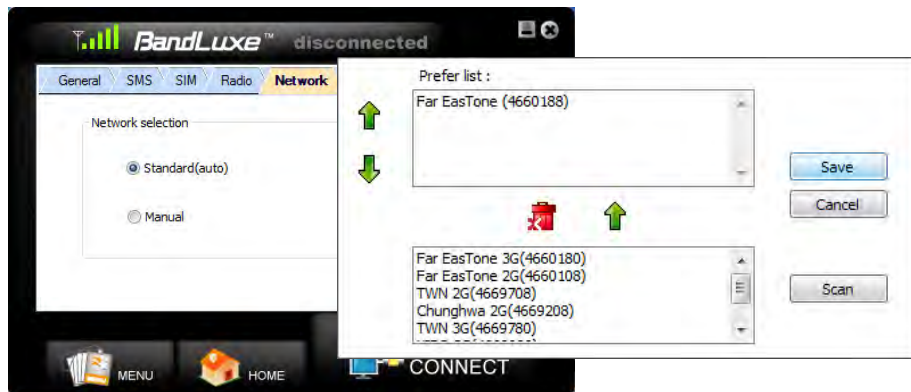 BandLuxe™ disconnected
General SMS SIM Radio Network
Network selection
Standard(auto)
Manual
MENU HOME CONNECT
Prefer list :
Far EasTone (4660188)
Save
Cancel
Far EasTone 3G(4660180)
Far EasTone 2G(4660108)
TWN 2G(4669708)
Chunghwa 2G(4669208)
TWN 3G(4669780)
Scan